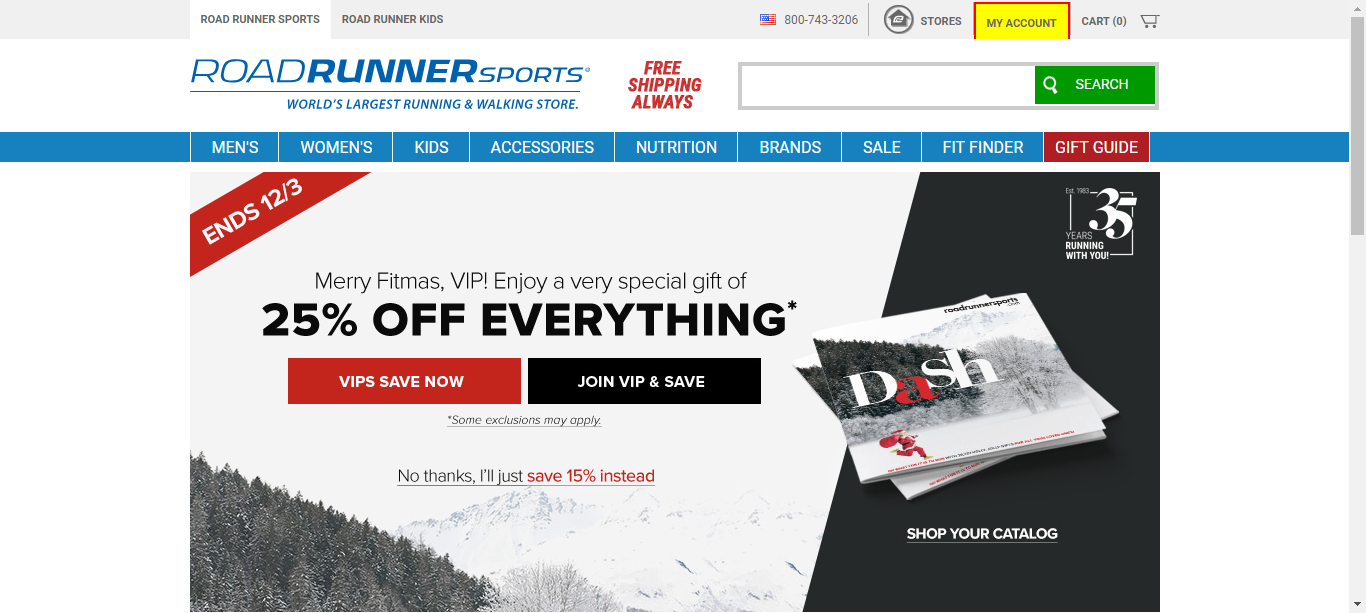 ROAD RUNNER SPORTS
ROAD RUNNER KIDS
800-743-3206
STORES
MY ACCOUNT
CART (0)
ROADRUNNERSPORTS®
WORLD'S LARGEST RUNNING & WALKING STORE.
FREE
SHIPPING
ALWAYS
SEARCH
MEN'S
WOMEN'S
KIDS
ACCESSORIES
NUTRITION
BRANDS
SALE
FIT FINDER
GIFT GUIDE
ENDS 12/3
Est. 1983
35
YEARS
RUNNING
WITH YOU!
Merry Fitmas, VIP! Enjoy a very special gift of
25% OFF EVERYTHING*
VIPS SAVE NOW
JOIN VIP & SAVE
*Some exclusions may apply.
No thanks, I'll just save 15% instead
roadrunnersports
Dash
SHOP YOUR CATALOG